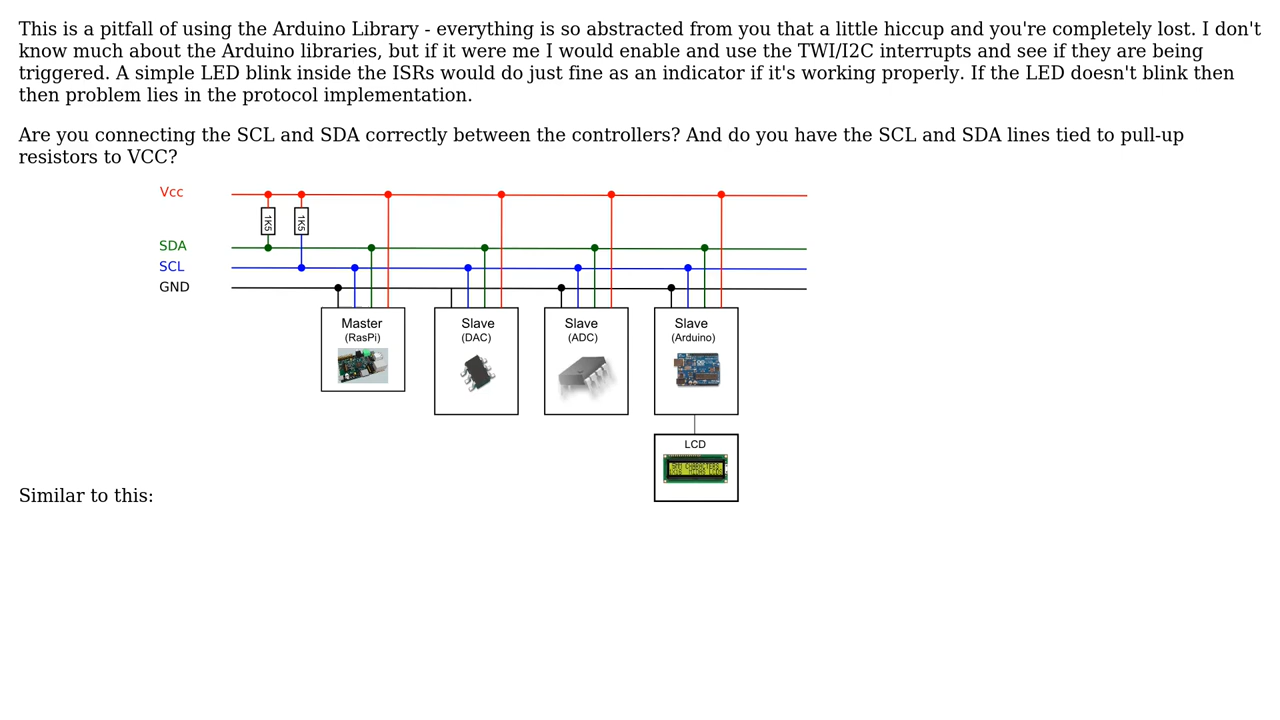 This is a pitfall of using the Arduino Library - everything is so abstracted from you that a little hiccup and you're completely lost. I don't
know much about the Arduino libraries, but if it were me I would enable and use the TWI/I2C interrupts and see if they are being
triggered. A simple LED blink inside the ISRs would do just fine as an indicator if it's working properly. If the LED doesn't blink then
then problem lies in the protocol implementation.
Are you connecting the SCL and SDA correctly between the controllers? And do you have the SCL and SDA lines tied to pull-up
resistors to VCC?
Vcc
1K5 1K5
SDA
SCL
GND
Master Slave Slave Slave
(RasPi) (DAC) (ADC) (Arduino)
LCD
Similar to this: